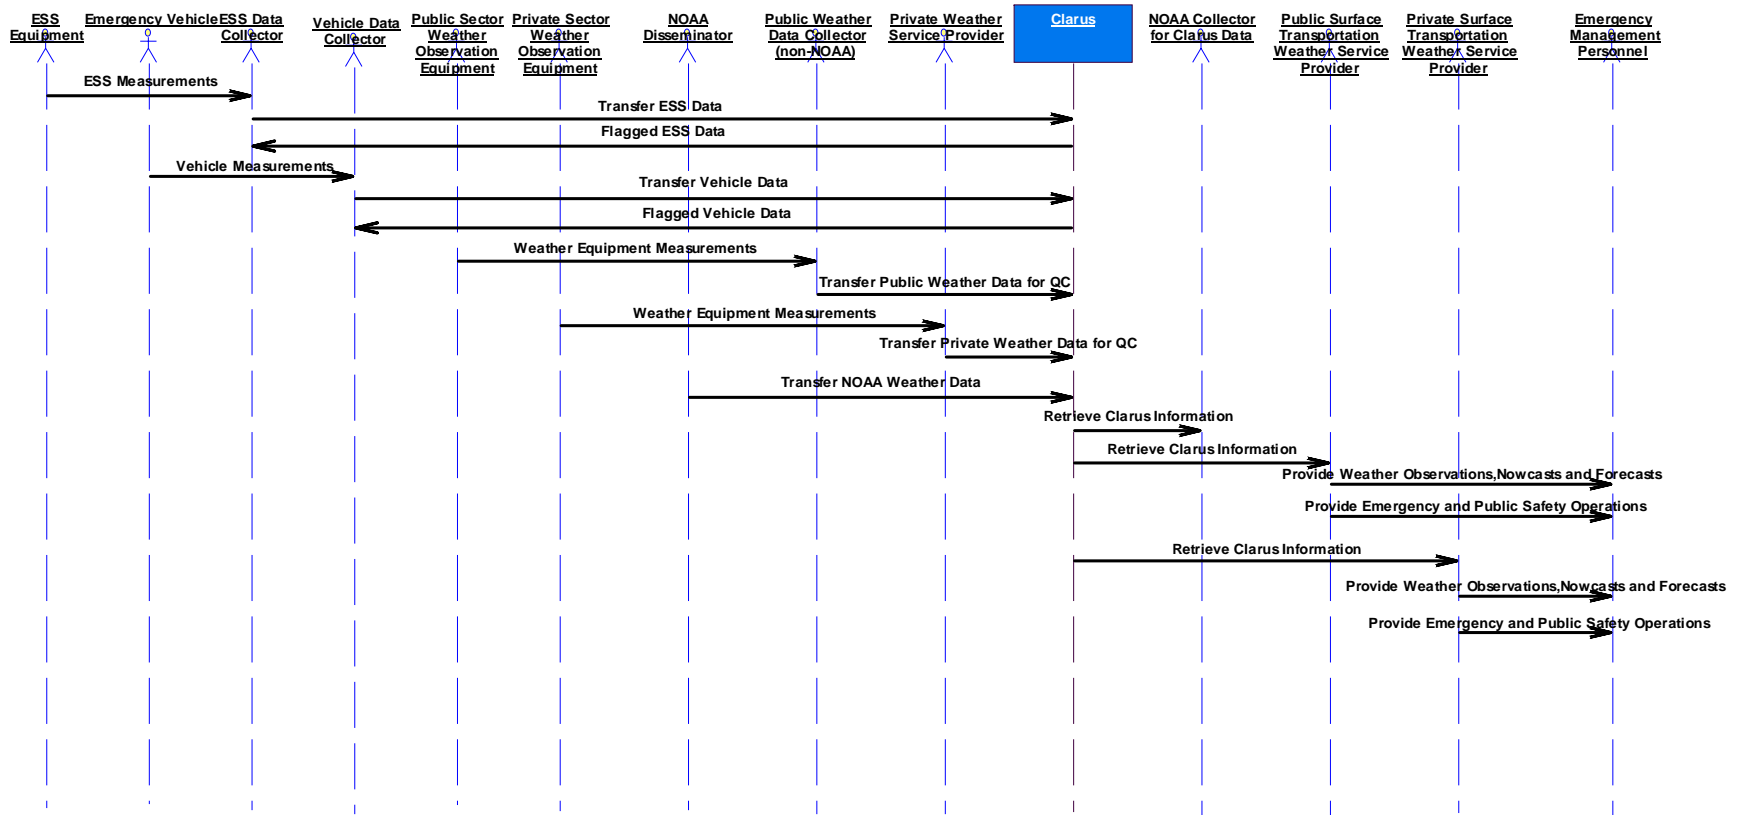 ESS
Equipment
Emergency Vehicle
ESS Data
Collector
Vehicle Data
Collector
Public Sector
Weather
Observation
Equipment
Private Sector
Weather
Observation
Equipment
NOAA
Disseminator
Public Weather
Data Collector
(non-NOAA)
Private Weather
Service Provider
Clarus
NOAA Collector
for Clarus Data
Public Surface
Transportation
Weather Service
Provider
Private Surface
Transportation
Weather Service
Provider
Emergency
Management
Personnel
ESS Measurements
Transfer ESS Data
Flagged ESS Data
Vehicle Measurements
Transfer Vehicle Data
Flagged Vehicle Data
Weather Equipment Measurements
Transfer Public Weather Data for QC
Weather Equipment Measurements
Transfer Private Weather Data for QC
Transfer NOAA Weather Data
Retrieve Clarus Information
Retrieve Clarus Information
Provide Weather Observations,Nowcasts and Forecasts
Provide Emergency and Public Safety Operations
Retrieve Clarus Information
Provide Weather Observations,Nowcasts and Forecasts
Provide Emergency and Public Safety Operations